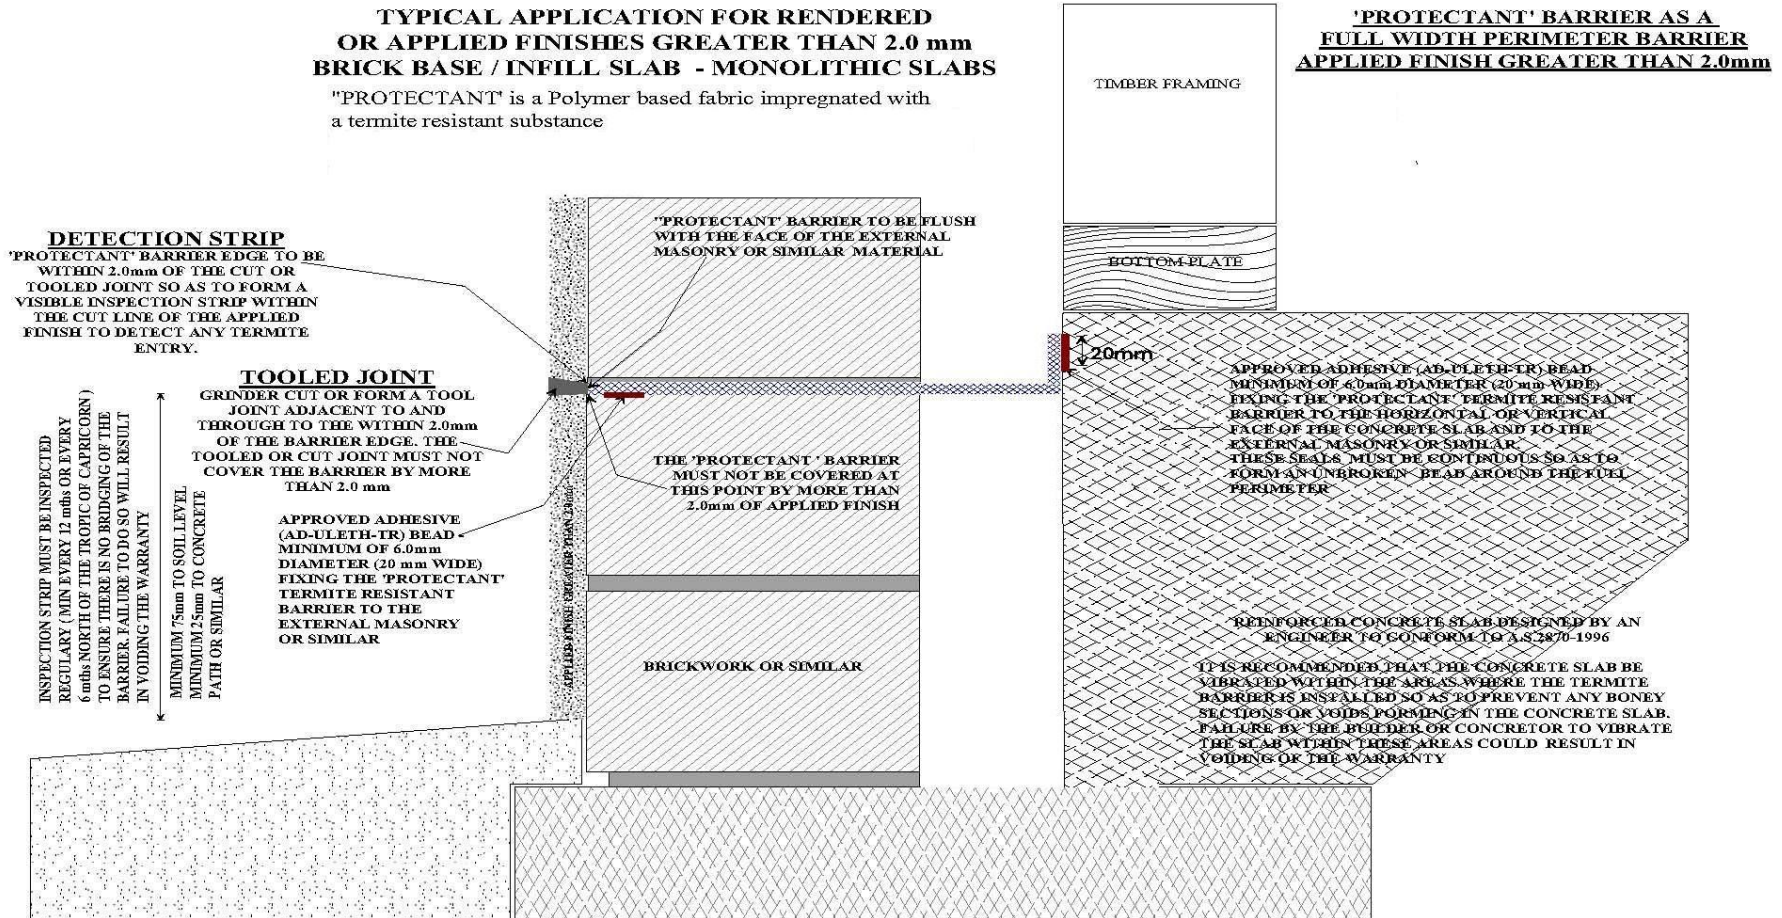 TYPICAL APPLICATION FOR RENDERED
OR APPLIED FINISHES GREATER THAN 2.0 mm
BRICK BASE / INFILL SLAB - MONOLITHIC SLABS
"PROTECTANT' is a Polymer based fabric impregnated with
a termite resistant substance
'PROTECTANT' BARRIER AS A
FULL WIDTH PERIMETER BARRIER
APPLIED FINISH GREATER THAN 2.0mm
TIMBER FRAMING
BOTTOM PLATE
DETECTION STRIP
'PROTECTANT' BARRIER EDGE TO BE
WITHIN 2.0mm OF THE CUT OR
TOOLED JOINT SO AS TO FORM A
VISIBLE INSPECTION STRIP WITHIN
THE CUT LINE OF THE APPLIED
FINISH TO DETECT ANY TERMITE
ENTRY.
"PROTECTANT' BARRIER TO BE FLUSH
WITH THE FACE OF THE EXTERNAL
MASONRY OR SIMILAR MATERIAL
TOOLED JOINT
GRINDER CUT OR FORM A TOOL
JOINT ADJACENT TO AND
THROUGH TO THE WITHIN 2.0mm
OF THE BARRIER EDGE. THE
TOOLED OR CUT JOINT MUST NOT
COVER THE BARRIER BY MORE
THAN 2.0 mm
20mm
APPROVED ADHESIVE (AD-ULETH-TR) BEAD
MINIMUM OF 6.0mm DIAMETER (20 mm WIDE)
FIXING THE 'PROTECTANT' TERMITE RESISTANT
BARRIER TO THE HORIZONTAL OR VERTICAL
FACE OF THE CONCRETE SLAB AND TO THE
EXTERNAL MASONRY OR SIMILAR.
THESE SEALS MUST BE CONTINUOUS SO AS TO
FORM AN UNBROKEN BEAD AROUND THE FULL
PERIMETER
THE 'PROTECTANT ' BARRIER
MUST NOT BE COVERED AT
THIS POINT BY MORE THAN
2.0mm OF APPLIED FINISH
APPROVED ADHESIVE
(AD-ULETH-TR) BEAD
MINIMUM OF 6.0mm
DIAMETER (20 mm WIDE)
FIXING THE 'PROTECTANT'
TERMITE RESISTANT
BARRIER TO THE
EXTERNAL MASONRY
OR SIMILAR
INSPECTION STRIP MUST BE INSPECTED
REGULARY ( MIN EVERY 12 mths OR EVERY
6 mths NORTH OF THE TROPIC OF CAPRICORN )
TO ENSURE THERE IS NO BRIDGING OF THE
BARRIER. FAILURE TO DO SO WILL RESULT
IN VOIDING THE WARRANTY
MINIMUM 75mm TO SOIL LEVEL
MINIMUM 25mm TO CONCRETE
PATH OR SIMILAR
APPLIED FINISH GREATER THAN 2.0mm
BRICKWORK OR SIMILAR
REINFORCED CONCRETE SLAB DESIGNED BY AN
ENGINEER TO CONFORM TO A.S.2870-1996
IT IS RECOMMENDED THAT THE CONCRETE SLAB BE
VIBRATED WITHIN THE AREAS WHERE THE TERMITE
BARRIER IS INSTALLED SO AS TO PREVENT ANY BONEY
SECTIONS OR VOIDS FORMING IN THE CONCRETE SLAB.
FAILURE BY THE BUILDER OR CONCRETOR TO VIBRATE
THE SLAB WITHIN THESE AREAS COULD RESULT IN
VOIDING OF THE WARRANTY